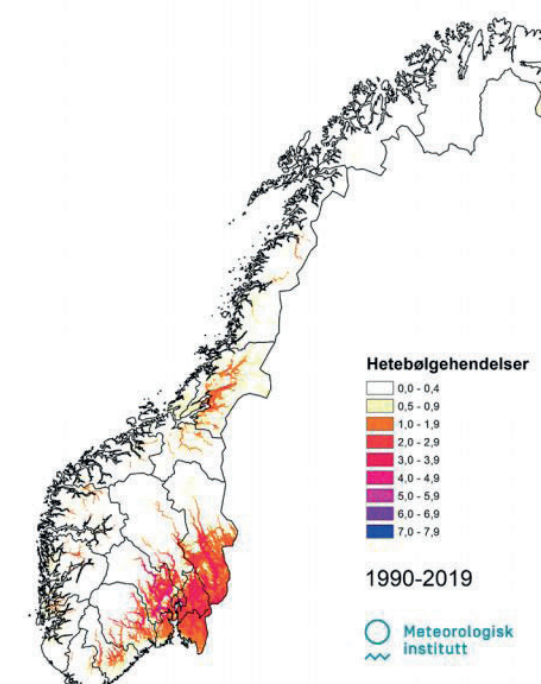 Hetebølgehendelser
0,0 - 0,4
0,5 - 0,9
1,0 - 1,9
2,0 - 2,9
3,0 - 3,9
4,0 - 4,9
5,0 - 5,9
6,0 - 6,9
7,0 - 7,9
1990-2019
Meteorologisk
institutt